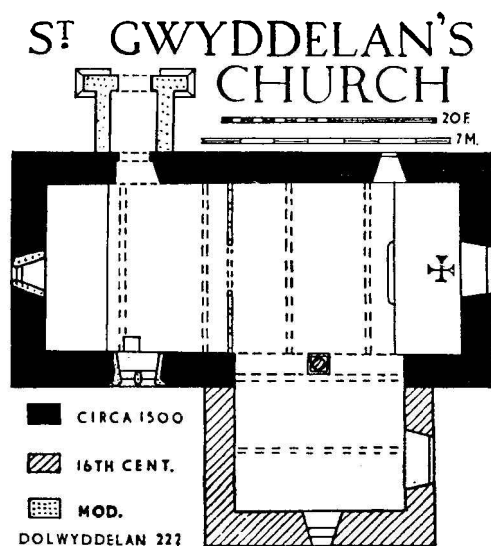 ST. GWYDDELAN'S
CHURCH
20 F.
7 M.
CIRCA 1500
16TH CENT.
MOD.
DOLWYDDELAN 222